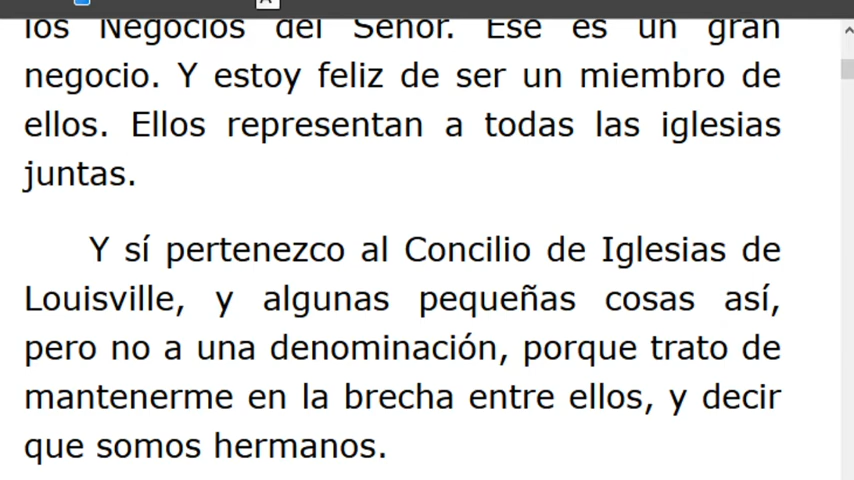 los Negocios del Señor. Ese es un gran
negocio. Y estoy feliz de ser un miembro de
ellos. Ellos representan a todas las iglesias
juntas.
Y sí pertenezco al Concilio de Iglesias de
Louisville, y algunas pequeñas cosas así,
pero no a una denominación, porque trato de
mantenerme en la brecha entre ellos, y decir
que somos hermanos.